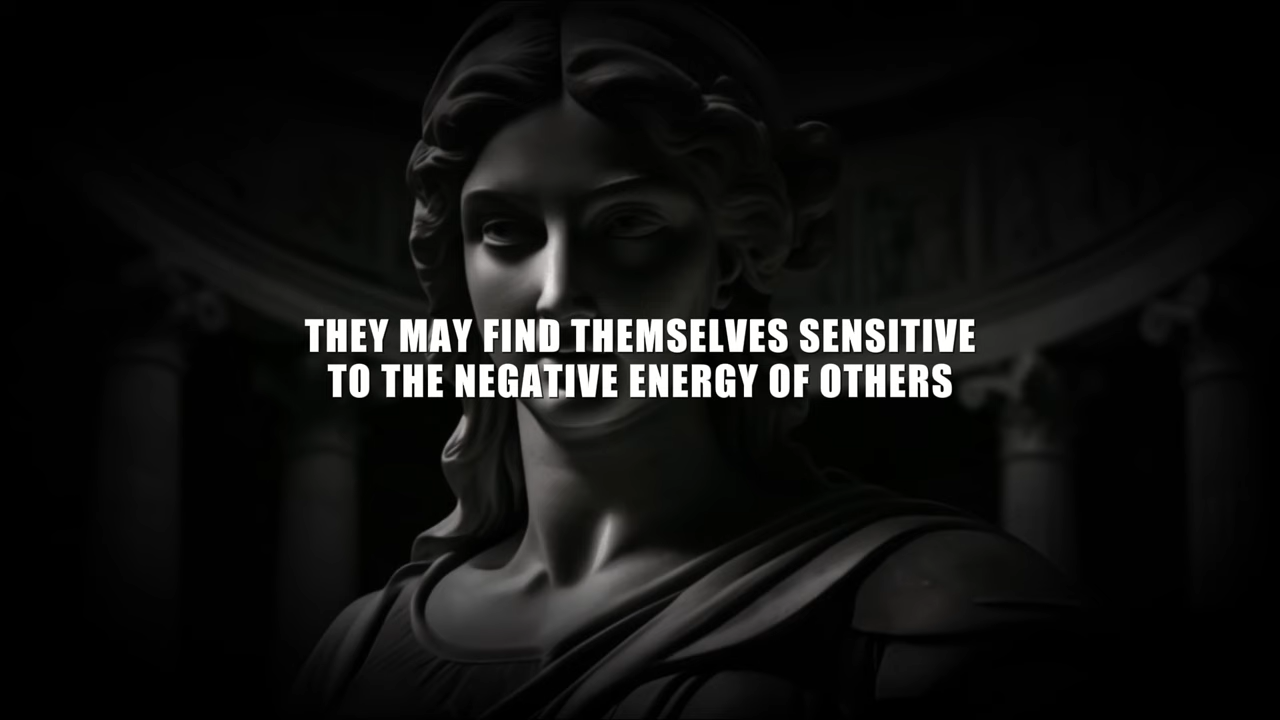 THEY MAY FIND THEMSELVES SENSITIVE
TO THE NEGATIVE ENERGY OF OTHERS